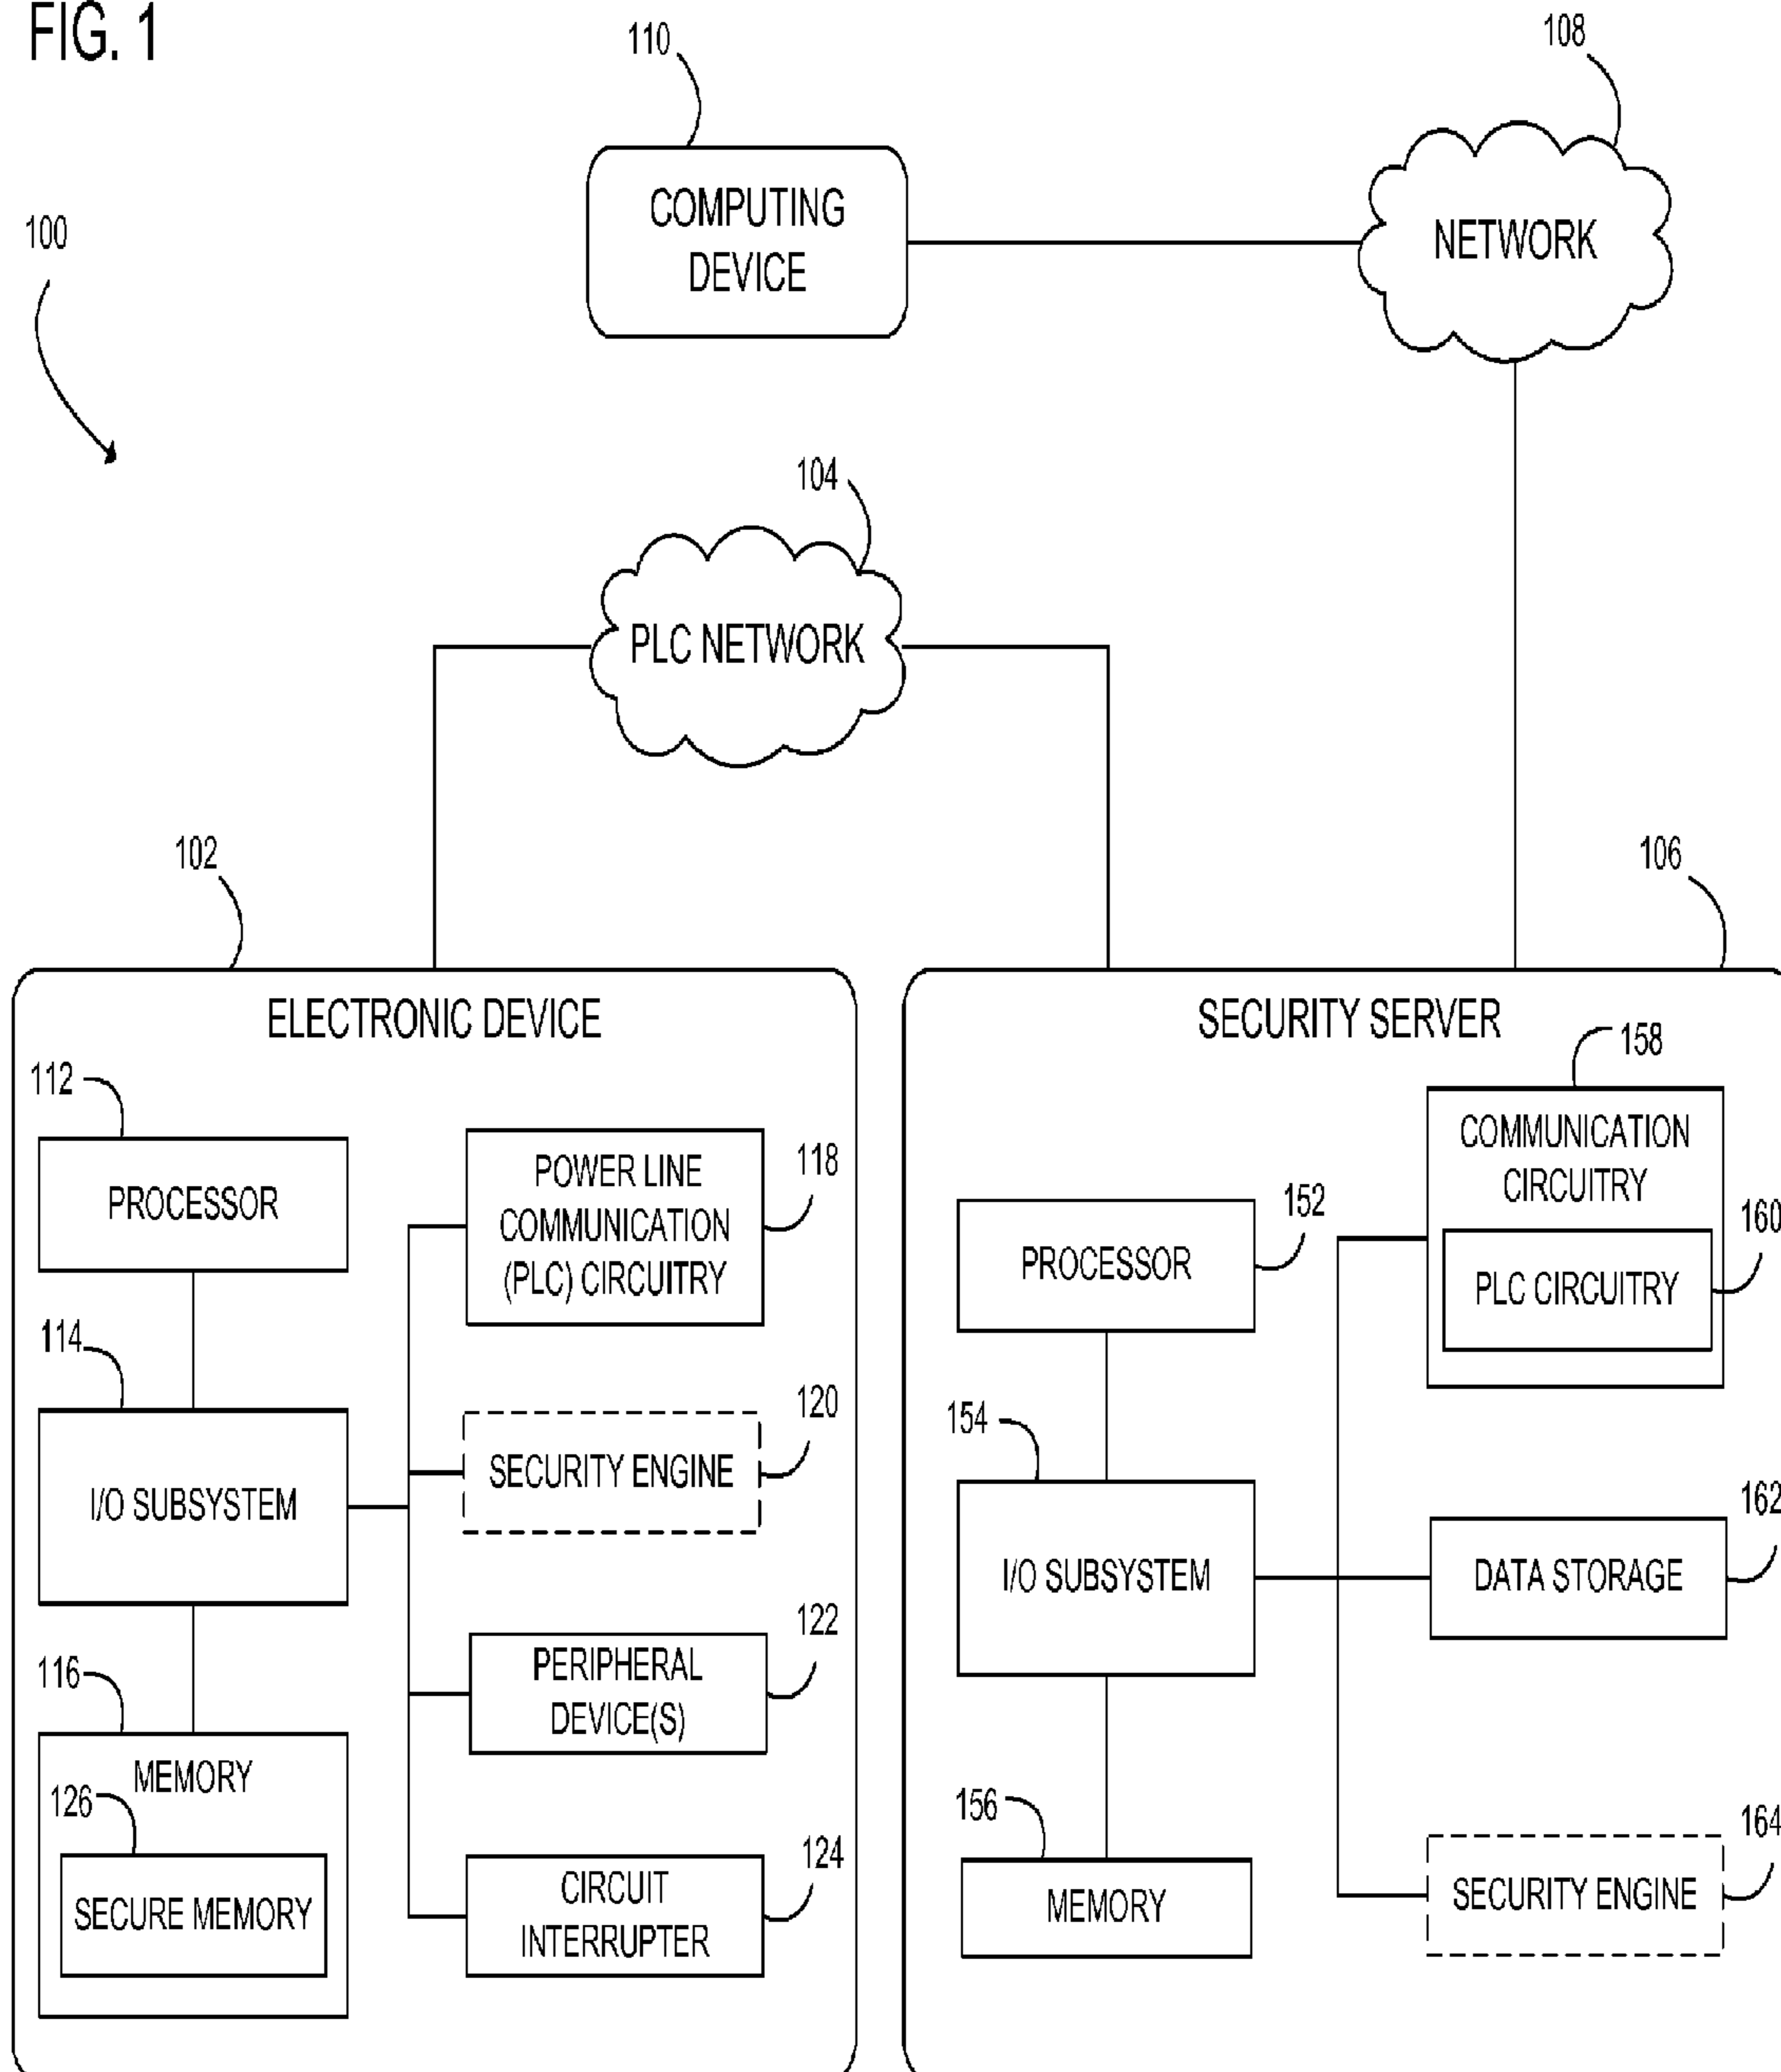 FIG. 1
110
108
COMPUTING
DEVICE
NETWORK
100
104
PLC NETWORK
102
106
ELECTRONIC DEVICE
112
PROCESSOR
POWER LINE
COMMUNICATION
(PLC) CIRCUITRY
118
114
I/O SUBSYSTEM
SECURITY ENGINE
120
PERIPHERAL
DEVICE(S)
122
116
MEMORY
126
SECURE MEMORY
CIRCUIT
INTERRUPTER
124
SECURITY SERVER
158
COMMUNICATION
CIRCUITRY
PLC CIRCUITRY
160
152
PROCESSOR
154
I/O SUBSYSTEM
DATA STORAGE
162
156
MEMORY
SECURITY ENGINE
164